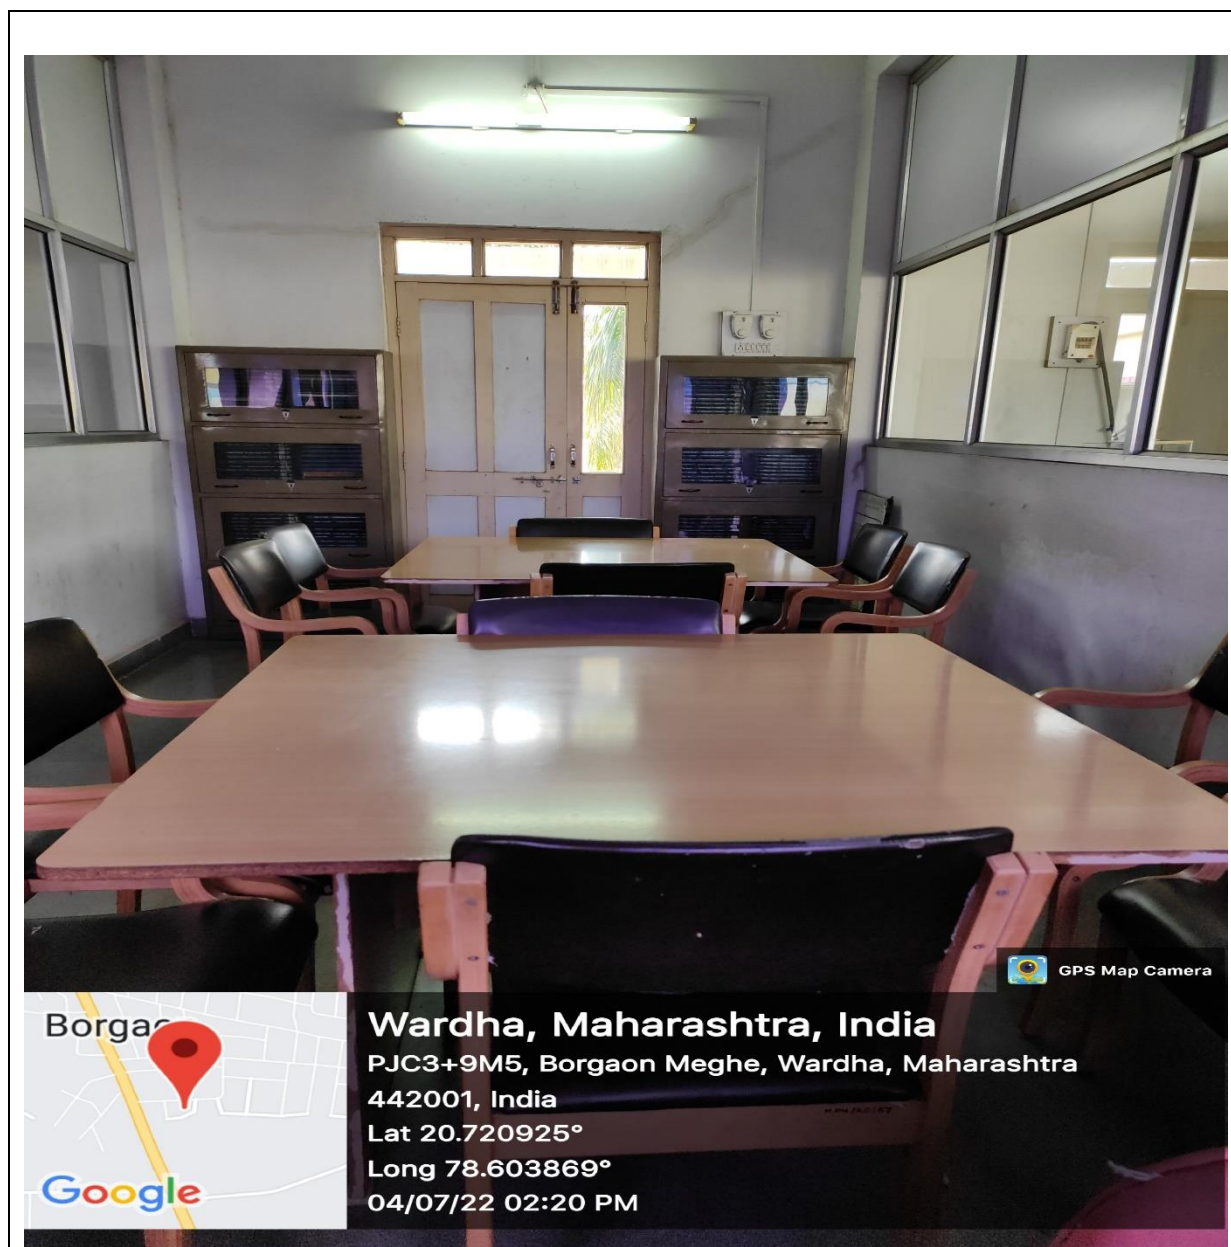 GPS Map Camera
Borgao
Google
Wardha, Maharashtra, India
PJC3+9M5, Borgaon Meghe, Wardha, Maharashtra
442001, India
Lat 20.720925°
Long 78.603869°
04/07/22 02:20 PM